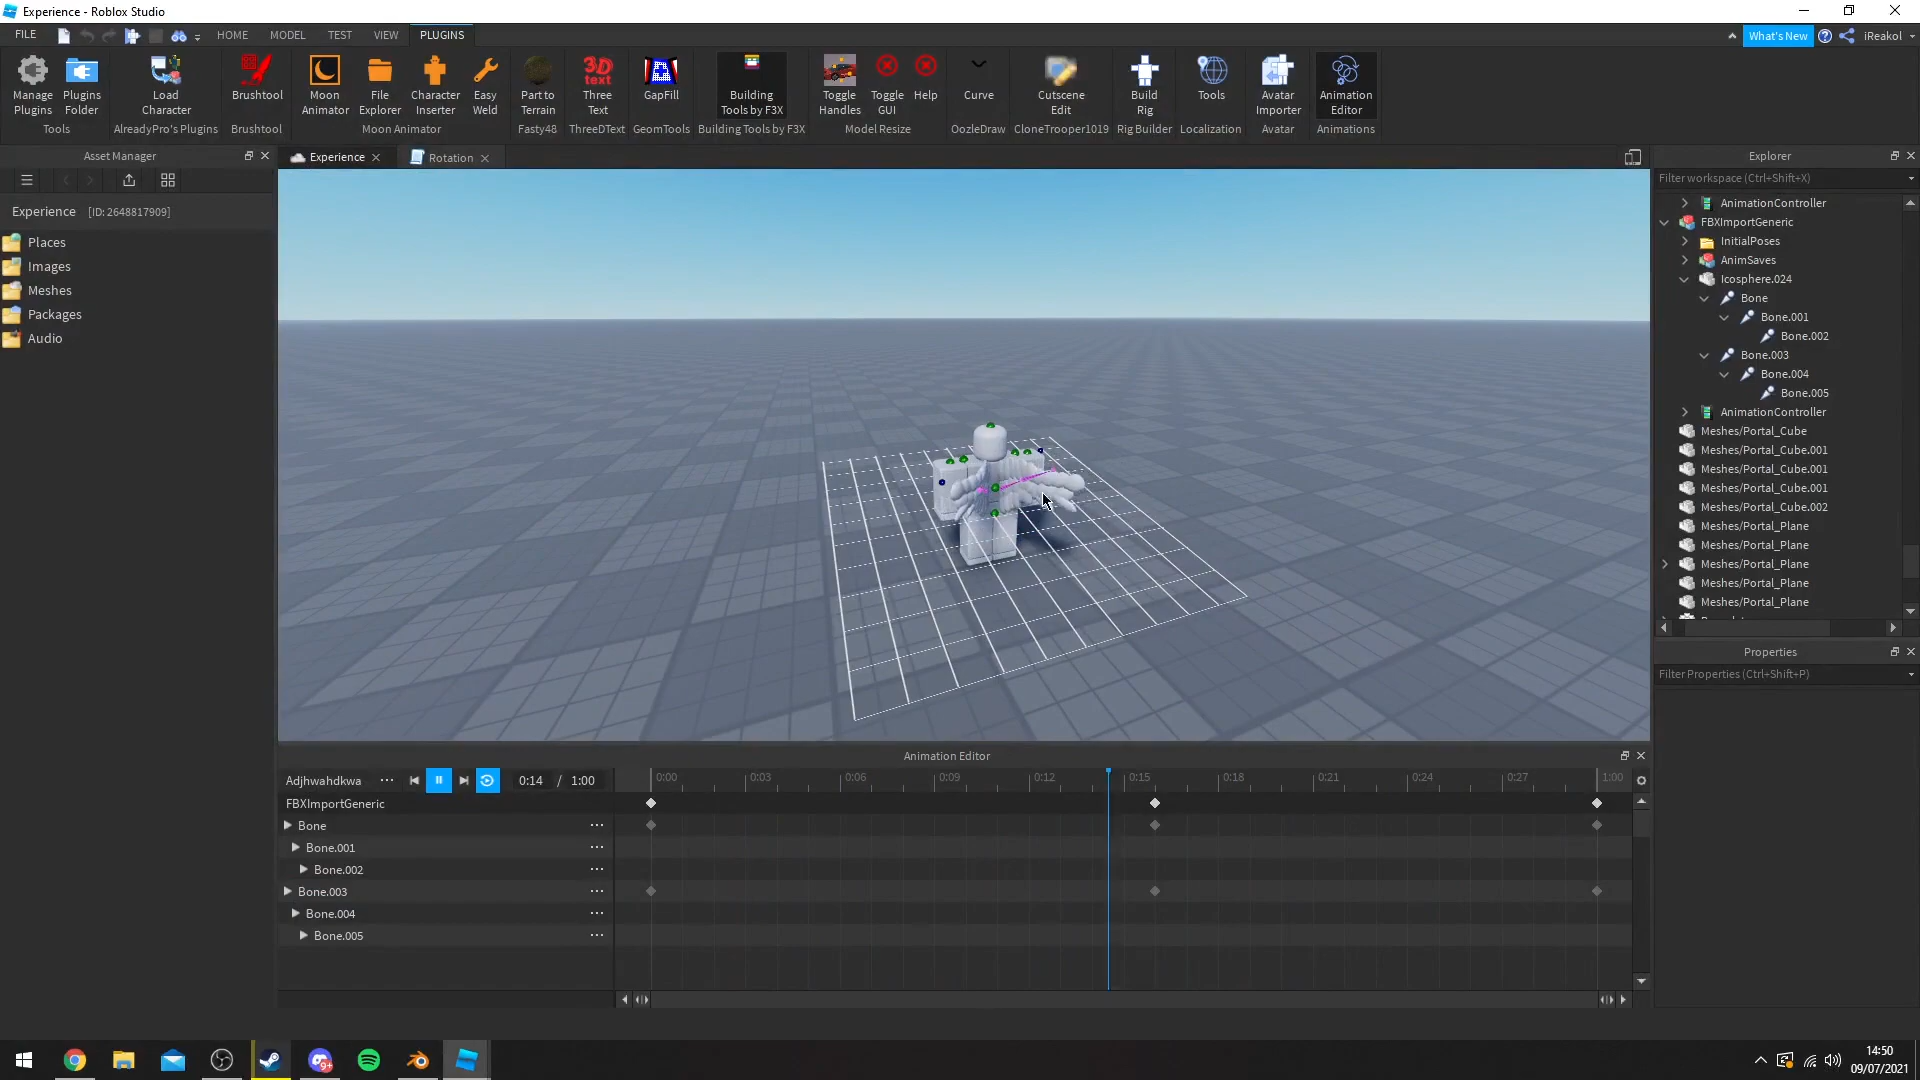 Experience - Roblox Studio
FILE HOME MODEL TEST VIEW PLUGINS What's New iReakol
Manage Plugins
Plugins Folder
Tools
Load Character
AlreadyPro's Plugins
Brushtool
Brushtool
Moon Animator
File Explorer
Character Inserter
Easy Weld
Moon Animator
Part to Terrain
Fasty48
3D text
Three Text
ThreeDText
GapFill
GeomTools
Building Tools by F3X
Building Tools by F3X
Toggle Handles
Toggle GUI
Help
Model Resize
Curve
OozleDraw
Cutscene Edit
CloneTrooper1019
Build Rig
Rig Builder
Tools
Localization
Avatar Importer
Avatar
Animation Editor
Animations
Asset Manager
Experience [ID: 2648817909]
Places
Images
Meshes
Packages
Audio
Experience
Rotation
Explorer
Filter workspace (Ctrl+Shift+X)
AnimationController
FBXImportGeneric
InitialPoses
AnimSaves
Icosphere.024
Bone
Bone.001
Bone.002
Bone.003
Bone.004
Bone.005
AnimationController
Meshes/Portal_Cube
Meshes/Portal_Cube.001
Meshes/Portal_Cube.001
Meshes/Portal_Cube.001
Meshes/Portal_Cube.002
Meshes/Portal_Plane
Meshes/Portal_Plane
Meshes/Portal_Plane
Meshes/Portal_Plane
Meshes/Portal_Plane
Properties
Filter Properties (Ctrl+Shift+P)
Animation Editor
Adjhwahdkwa 0:14 / 1:00
0:00 0:03 0:06 0:09 0:12 0:15 0:18 0:21 0:24 0:27 1:00
FBXImportGeneric
Bone
Bone.001
Bone.002
Bone.003
Bone.004
Bone.005
9+
14:50
09/07/2021